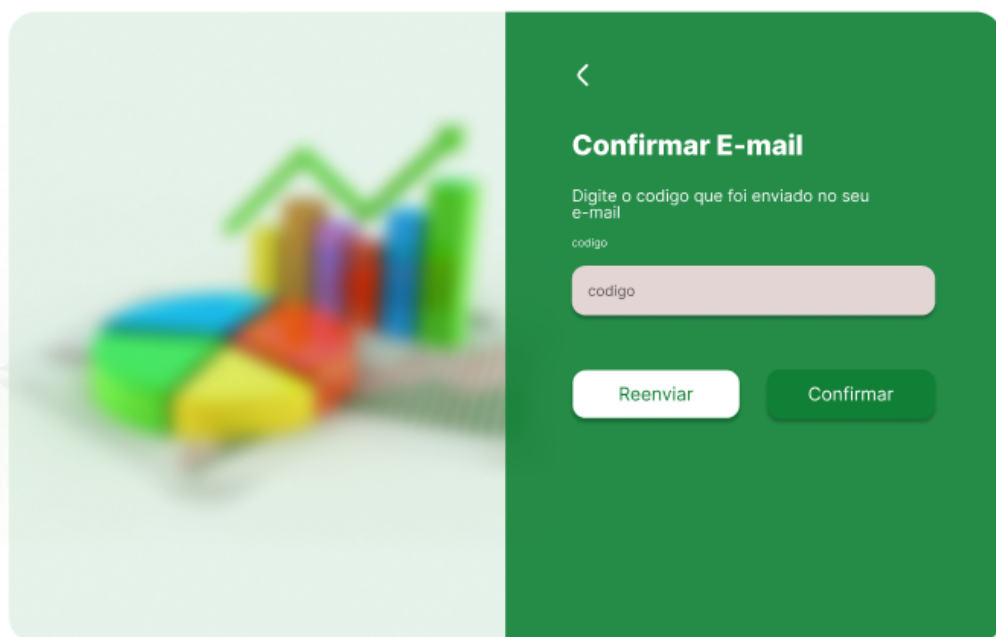 Confirmar E-mail
Digite o codigo que foi enviado no seu
e-mail
codigo
codigo
Reenviar Confirmar